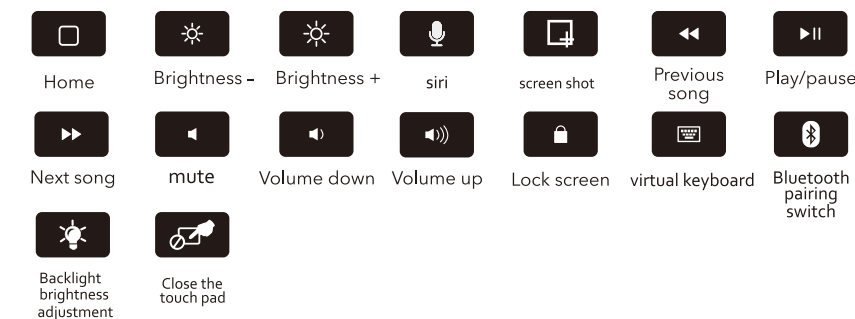 Home
Brightness –
Brightness +
siri
screen shot
Previous
song
Play/pause
Next song
mute
Volume down
Volume up
Lock screen
virtual keyboard
Bluetooth
pairing
switch
Backlight
brightness
adjustment
Close the
touch pad